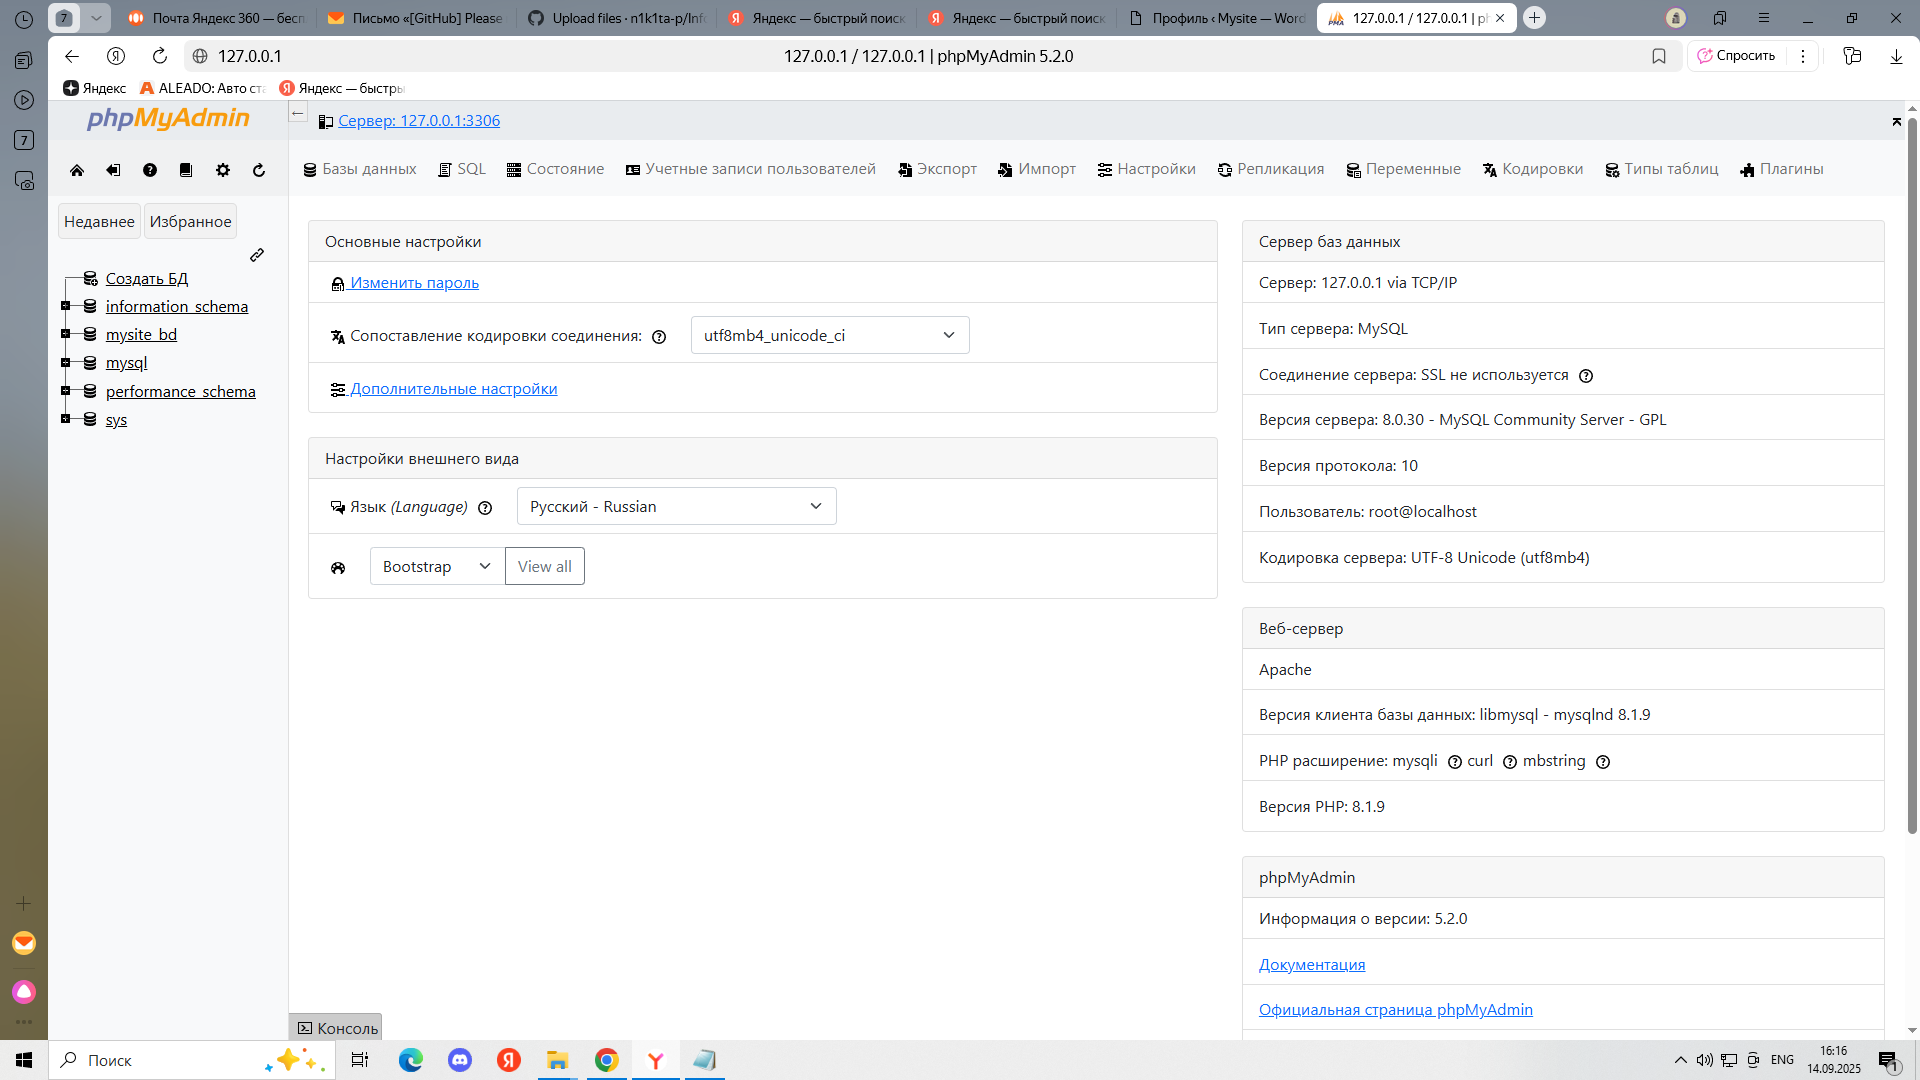 7
Почта Яндекс 360 — бесп
Письмо «[GitHub] Please
Upload files · n1k1ta-p/Info
Яндекс — быстрый поиск
Яндекс — быстрый поиск
Профиль ‹ Mysite — Word
127.0.0.1 / 127.0.0.1 | ph
127.0.0.1
127.0.0.1 / 127.0.0.1 | phpMyAdmin 5.2.0
Спросить
Яндекс
ALEADO: Авто ста
Яндекс — быстры
7
phpMyAdmin
Сервер: 127.0.0.1:3306
Базы данных
SQL
Состояние
Учетные записи пользователей
Экспорт
Импорт
Настройки
Репликация
Переменные
Кодировки
Типы таблиц
Плагины
Недавнее
Избранное
Создать БД
information_schema
mysite_bd
mysql
performance_schema
sys
Основные настройки
Изменить пароль
Сопоставление кодировки соединения:
utf8mb4_unicode_ci
Дополнительные настройки
Настройки внешнего вида
Язык (Language)
Русский - Russian
Bootstrap
View all
Сервер баз данных
Сервер: 127.0.0.1 via TCP/IP
Тип сервера: MySQL
Соединение сервера: SSL не используется
Версия сервера: 8.0.30 - MySQL Community Server - GPL
Версия протокола: 10
Пользователь: root@localhost
Кодировка сервера: UTF-8 Unicode (utf8mb4)
Веб-сервер
Apache
Версия клиента базы данных: libmysql - mysqlnd 8.1.9
PHP расширение: mysqli curl mbstring
Версия PHP: 8.1.9
phpMyAdmin
Информация о версии: 5.2.0
Документация
Официальная страница phpMyAdmin
Консоль
Поиск
ENG
16:16
14.09.2025
1